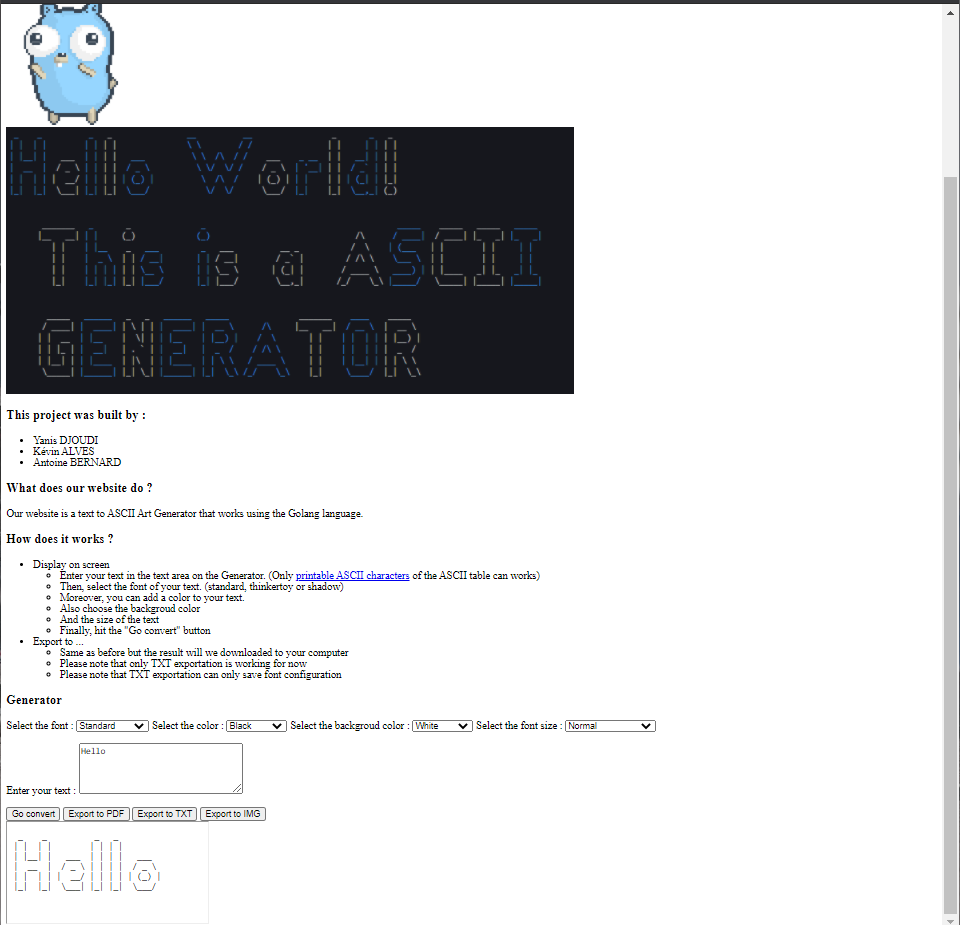 Hello World!
This is a ASCII
GENERATOR
This project was built by :
Yanis DJOUDI
Kévin ALVES
Antoine BERNARD
What does our website do ?
Our website is a text to ASCII Art Generator that works using the Golang language.
How does it works ?
Display on screen
Enter your text in the text area on the Generator. (Only printable ASCII characters of the ASCII table can works)
Then, select the font of your text. (standard, thinkertoy or shadow)
Moreover, you can add a color to your text.
Also choose the backgroud color
And the size of the text
Finally, hit the "Go convert" button
Export to ...
Same as before but the result will we downloaded to your computer
Please note that only TXT exportation is working for now
Please note that TXT exportation can only save font configuration
Generator
Select the font : Standard Select the color : Black Select the backgroud color : White Select the font size : Normal
Hello
Enter your text :
Go convert Export to PDF Export to TXT Export to IMG
Hello